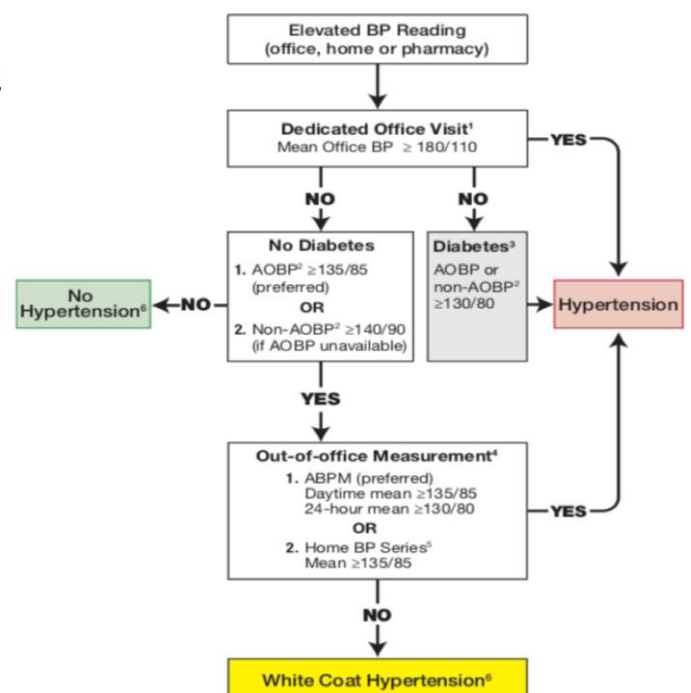 Elevated BP Reading
(office, home or pharmacy)
Dedicated Office Visit¹
Mean Office BP ≥ 180/110
YES
NO
NO
No Diabetes
1. AOBP² ≥135/85
(preferred)
OR
2. Non-AOBP² ≥140/90
(if AOBP unavailable)
Diabetes³
AOBP or
non-AOBP²
≥130/80
No
Hypertension⁶
NO
Hypertension
YES
Out-of-office Measurement⁴
1. ABPM (preferred)
Daytime mean ≥135/85
24-hour mean ≥130/80
OR
2. Home BP Series⁵
Mean ≥135/85
YES
NO
White Coat Hypertension⁶